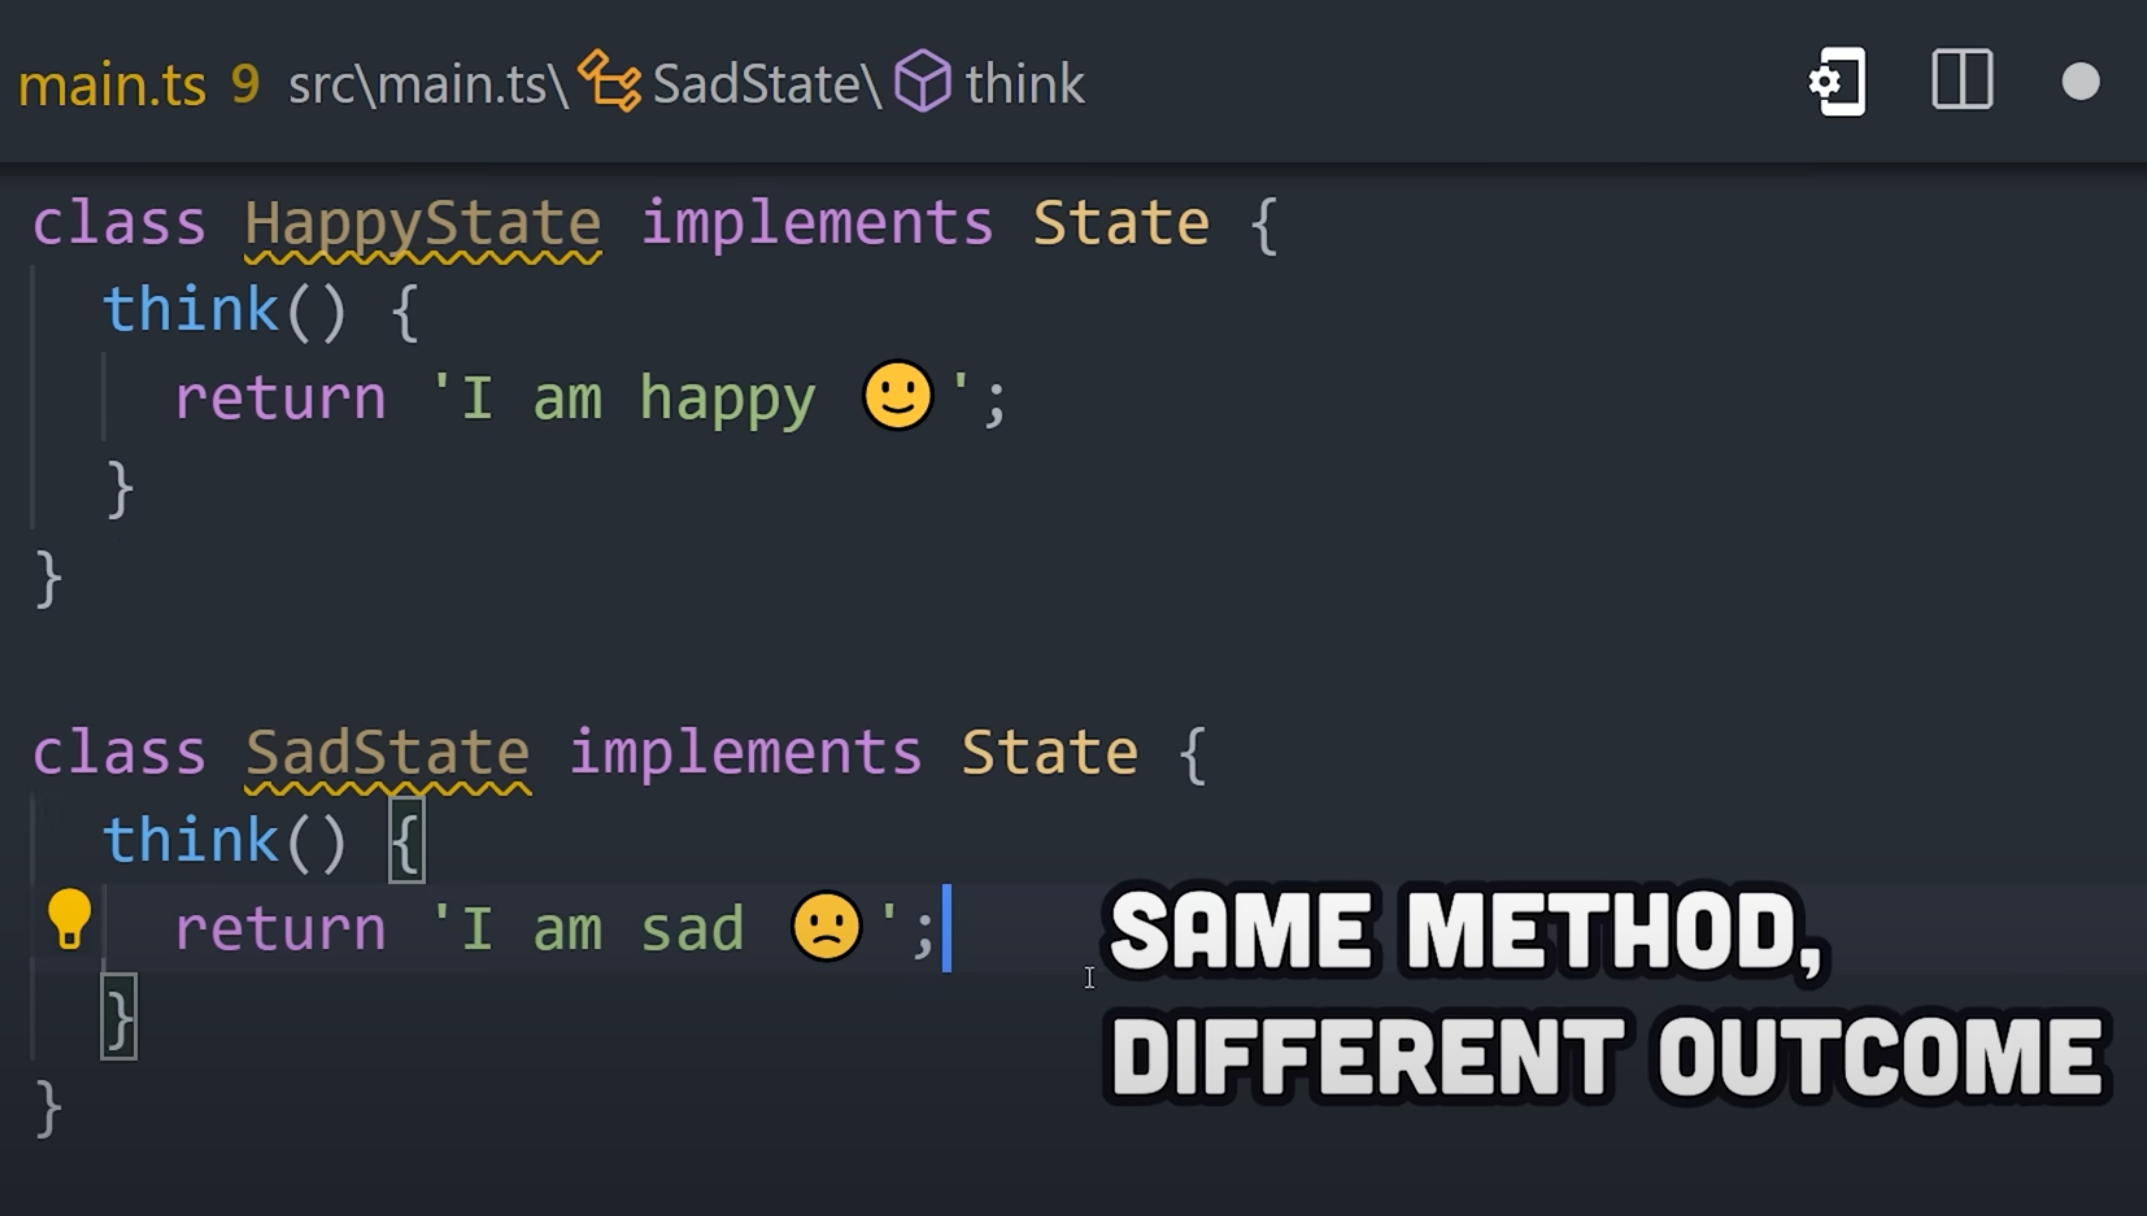 main.ts 9 src\main.ts\ SadState\ think
class HappyState implements State {
think() {
return 'I am happy 🙂';
}
}
class SadState implements State {
think() {
return 'I am sad 🙁';
}
}
SAME METHOD,
DIFFERENT OUTCOME